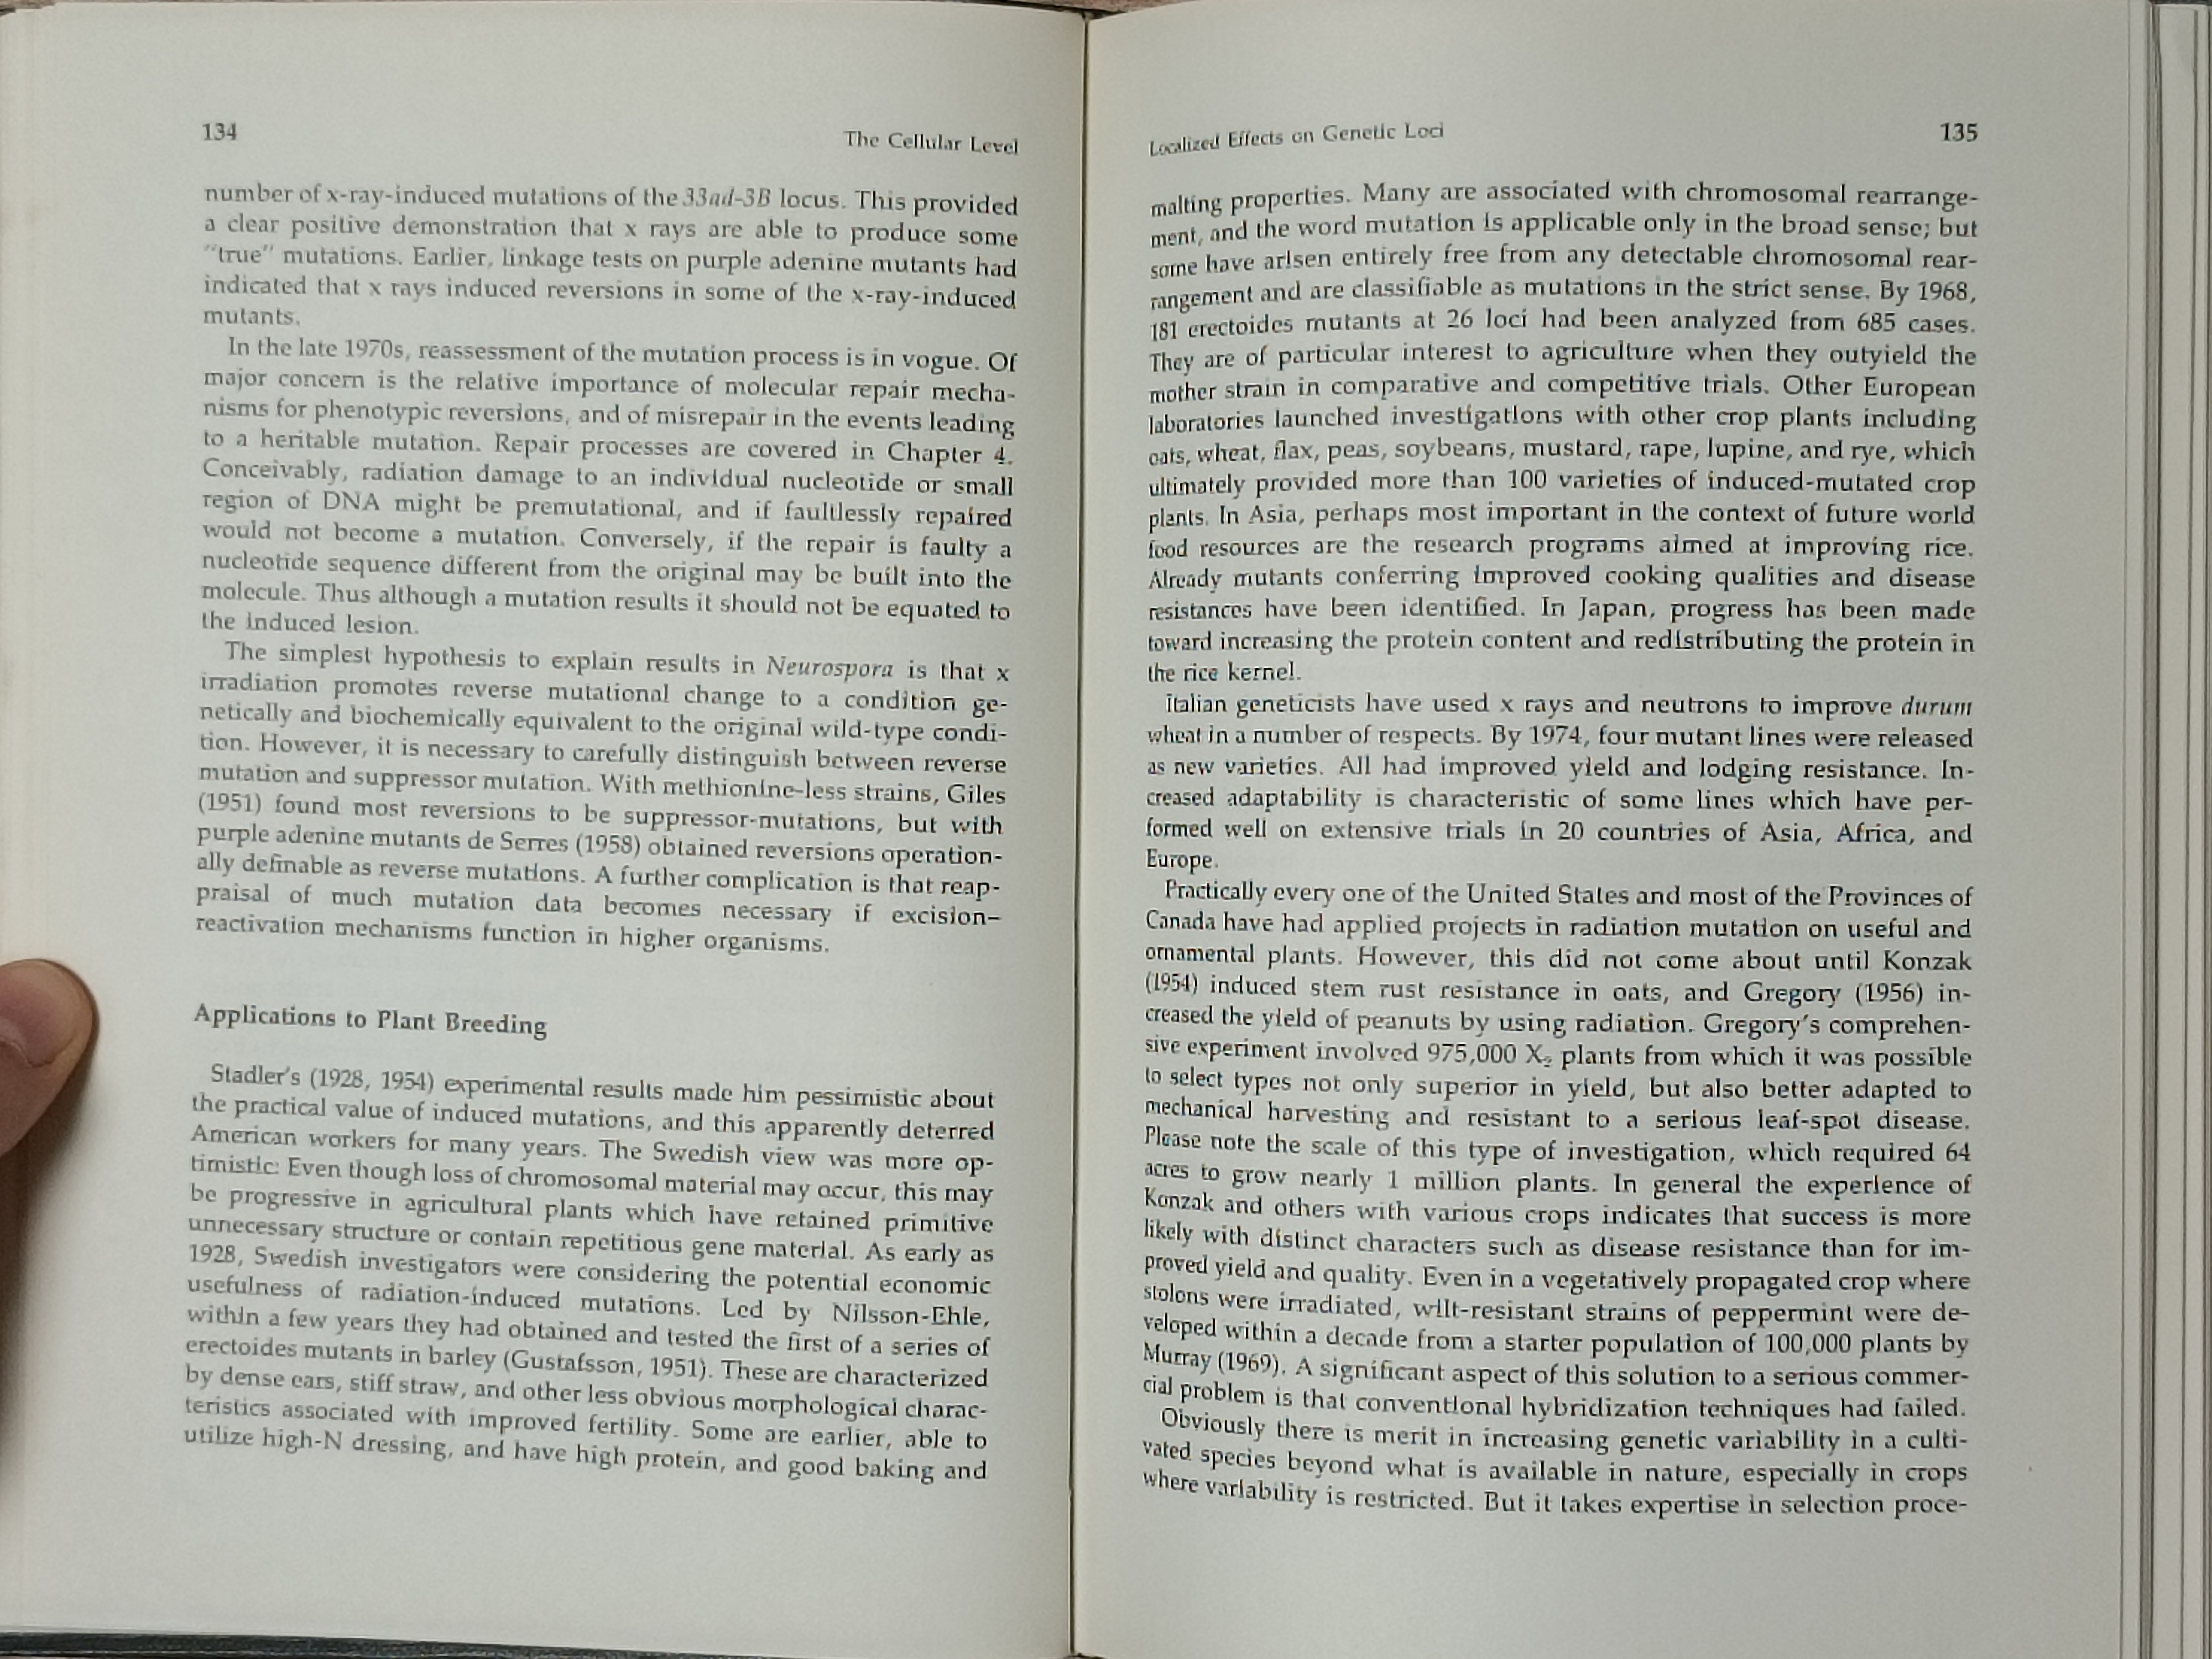 134
The Cellular Level
number of x-ray-induced mutations of the 33ad-3B locus. This provided
a clear positive demonstration that x rays are able to produce some
"true" mutations. Earlier, linkage tests on purple adenine mutants had
indicated that x rays induced reversions in some of the x-ray-induced
mutants.
In the late 1970s, reassessment of the mutation process is in vogue. Of
major concern is the relative importance of molecular repair mecha-
nisms for phenotypic reversions, and of misrepair in the events leading
to a heritable mutation. Repair processes are covered in Chapter 4.
Conceivably, radiation damage to an individual nucleotide or small
region of DNA might be premutational, and if faultlessly repaired
would not become a mutation. Conversely, if the repair is faulty a
nucleotide sequence different from the original may be built into the
molecule. Thus although a mutation results it should not be equated to
the induced lesion.
The simplest hypothesis to explain results in Neurospora is that x
irradiation promotes reverse mutational change to a condition ge-
netically and biochemically equivalent to the original wild-type condi-
tion. However, it is necessary to carefully distinguish between reverse
mutation and suppressor mutation. With methionine-less strains, Giles
(1951) found most reversions to be suppressor-mutations, but with
purple adenine mutants de Serres (1958) obtained reversions operation-
ally definable as reverse mutations. A further complication is that reap-
praisal of much mutation data becomes necessary if excision–
reactivation mechanisms function in higher organisms.
Applications to Plant Breeding
Stadler's (1928, 1954) experimental results made him pessimistic about
the practical value of induced mutations, and this apparently deterred
American workers for many years. The Swedish view was more op-
timistic: Even though loss of chromosomal material may occur, this may
be progressive in agricultural plants which have retained primitive
unnecessary structure or contain repetitious gene material. As early as
1928, Swedish investigators were considering the potential economic
usefulness of radiation-induced mutations. Led by Nilsson-Ehle,
within a few years they had obtained and tested the first of a series of
erectoides mutants in barley (Gustafsson, 1951). These are characterized
by dense ears, stiff straw, and other less obvious morphological charac-
teristics associated with improved fertility. Some are earlier, able to
utilize high-N dressing, and have high protein, and good baking and
Localized Effects on Genetic Loci
135
malting properties. Many are associated with chromosomal rearrange-
ment, and the word mutation is applicable only in the broad sense; but
some have arisen entirely free from any detectable chromosomal rear-
rangement and are classifiable as mutations in the strict sense. By 1968,
181 erectoides mutants at 26 loci had been analyzed from 685 cases.
They are of particular interest to agriculture when they outyield the
mother strain in comparative and competitive trials. Other European
laboratories launched investigations with other crop plants including
oats, wheat, flax, peas, soybeans, mustard, rape, lupine, and rye, which
ultimately provided more than 100 varieties of induced-mutated crop
plants. In Asia, perhaps most important in the context of future world
food resources are the research programs aimed at improving rice.
Already mutants conferring improved cooking qualities and disease
resistances have been identified. In Japan, progress has been made
toward increasing the protein content and redistributing the protein in
the rice kernel.
Italian geneticists have used x rays and neutrons to improve durum
wheat in a number of respects. By 1974, four mutant lines were released
as new varieties. All had improved yield and lodging resistance. In-
creased adaptability is characteristic of some lines which have per-
formed well on extensive trials in 20 countries of Asia, Africa, and
Europe.
Practically every one of the United States and most of the Provinces of
Canada have had applied projects in radiation mutation on useful and
ornamental plants. However, this did not come about until Konzak
(1954) induced stem rust resistance in oats, and Gregory (1956) in-
creased the yield of peanuts by using radiation. Gregory's comprehen-
sive experiment involved 975,000 X₂ plants from which it was possible
to select types not only superior in yield, but also better adapted to
mechanical harvesting and resistant to a serious leaf-spot disease.
Please note the scale of this type of investigation, which required 64
acres to grow nearly 1 million plants. In general the experience of
Konzak and others with various crops indicates that success is more
likely with distinct characters such as disease resistance than for im-
proved yield and quality. Even in a vegetatively propagated crop where
stolons were irradiated, wilt-resistant strains of peppermint were de-
veloped within a decade from a starter population of 100,000 plants by
Murray (1969). A significant aspect of this solution to a serious commer-
cial problem is that conventional hybridization techniques had failed.
Obviously there is merit in increasing genetic variability in a culti-
vated species beyond what is available in nature, especially in crops
where variability is restricted. But it takes expertise in selection proce-